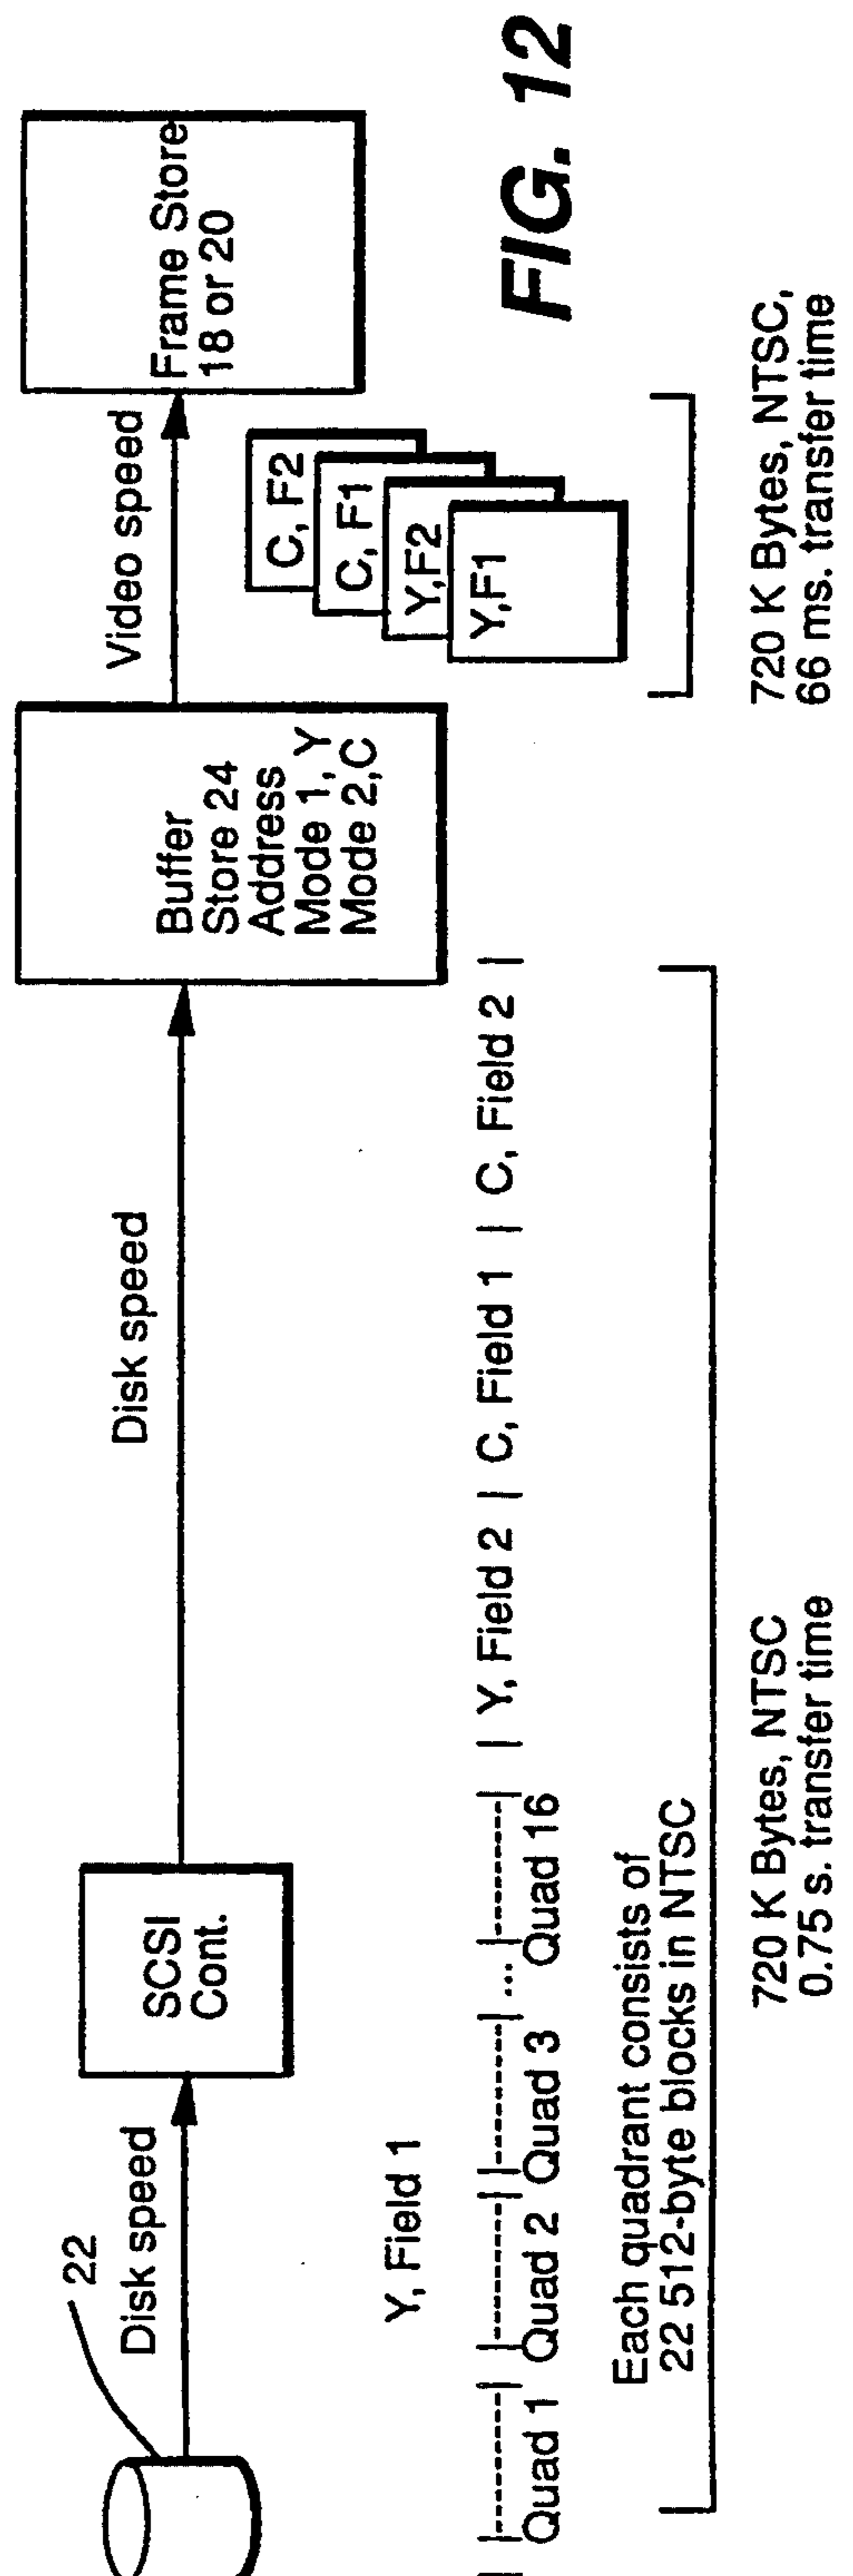 22
Disk speed
SCSI
Cont.
Disk speed
Buffer
Store 24
Address
Mode 1, Y
Mode 2,C
Video speed
Frame Store
18 or 20
C, F2
C, F1
Y,F2
Y,F1
Y, Field 1
| |---------| |---------| |---------| ... |---------| | Y, Field 2 | C, Field 1 | C, Field 2 |
Quad 1 Quad 2 Quad 3 Quad 16
Each quadrant consists of
22 512-byte blocks in NTSC
720 K Bytes, NTSC
0.75 s. transfer time
720 K Bytes, NTSC,
66 ms. transfer time
FIG. 12